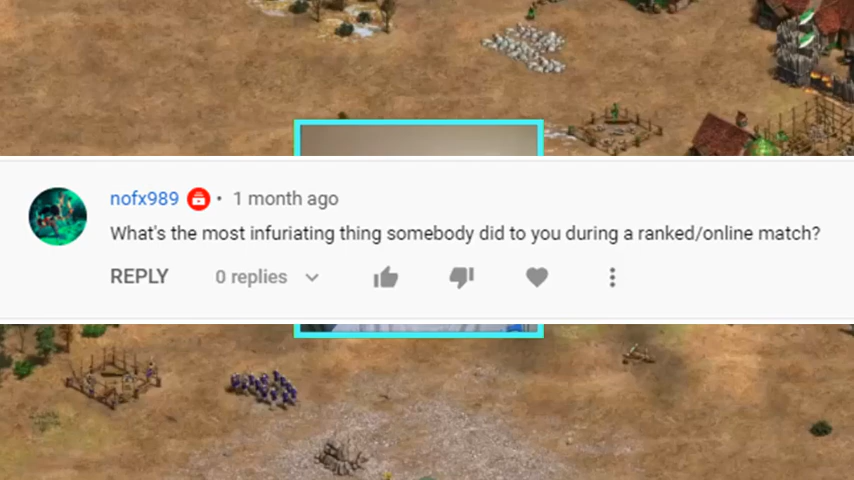 nofx989 • 1 month ago
What's the most infuriating thing somebody did to you during a ranked/online match?
REPLY 0 replies